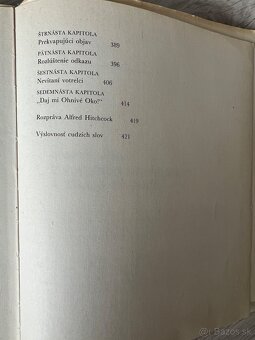 ŠTRNÁSTA KAPITOLA
Prekvapujúci objav 389
PÄTNÁSTA KAPITOLA
Rozlúštenie odkazu 396
ŠESTNÁSTA KAPITOLA
Nevítaní votrelci 406
SEDEMNÁSTA KAPITOLA
„Daj mi Ohnivé Oko!“ 414
Rozpráva Alfred Hitchcock 419
Výslovnosť cudzích slov 421
bazos.sk